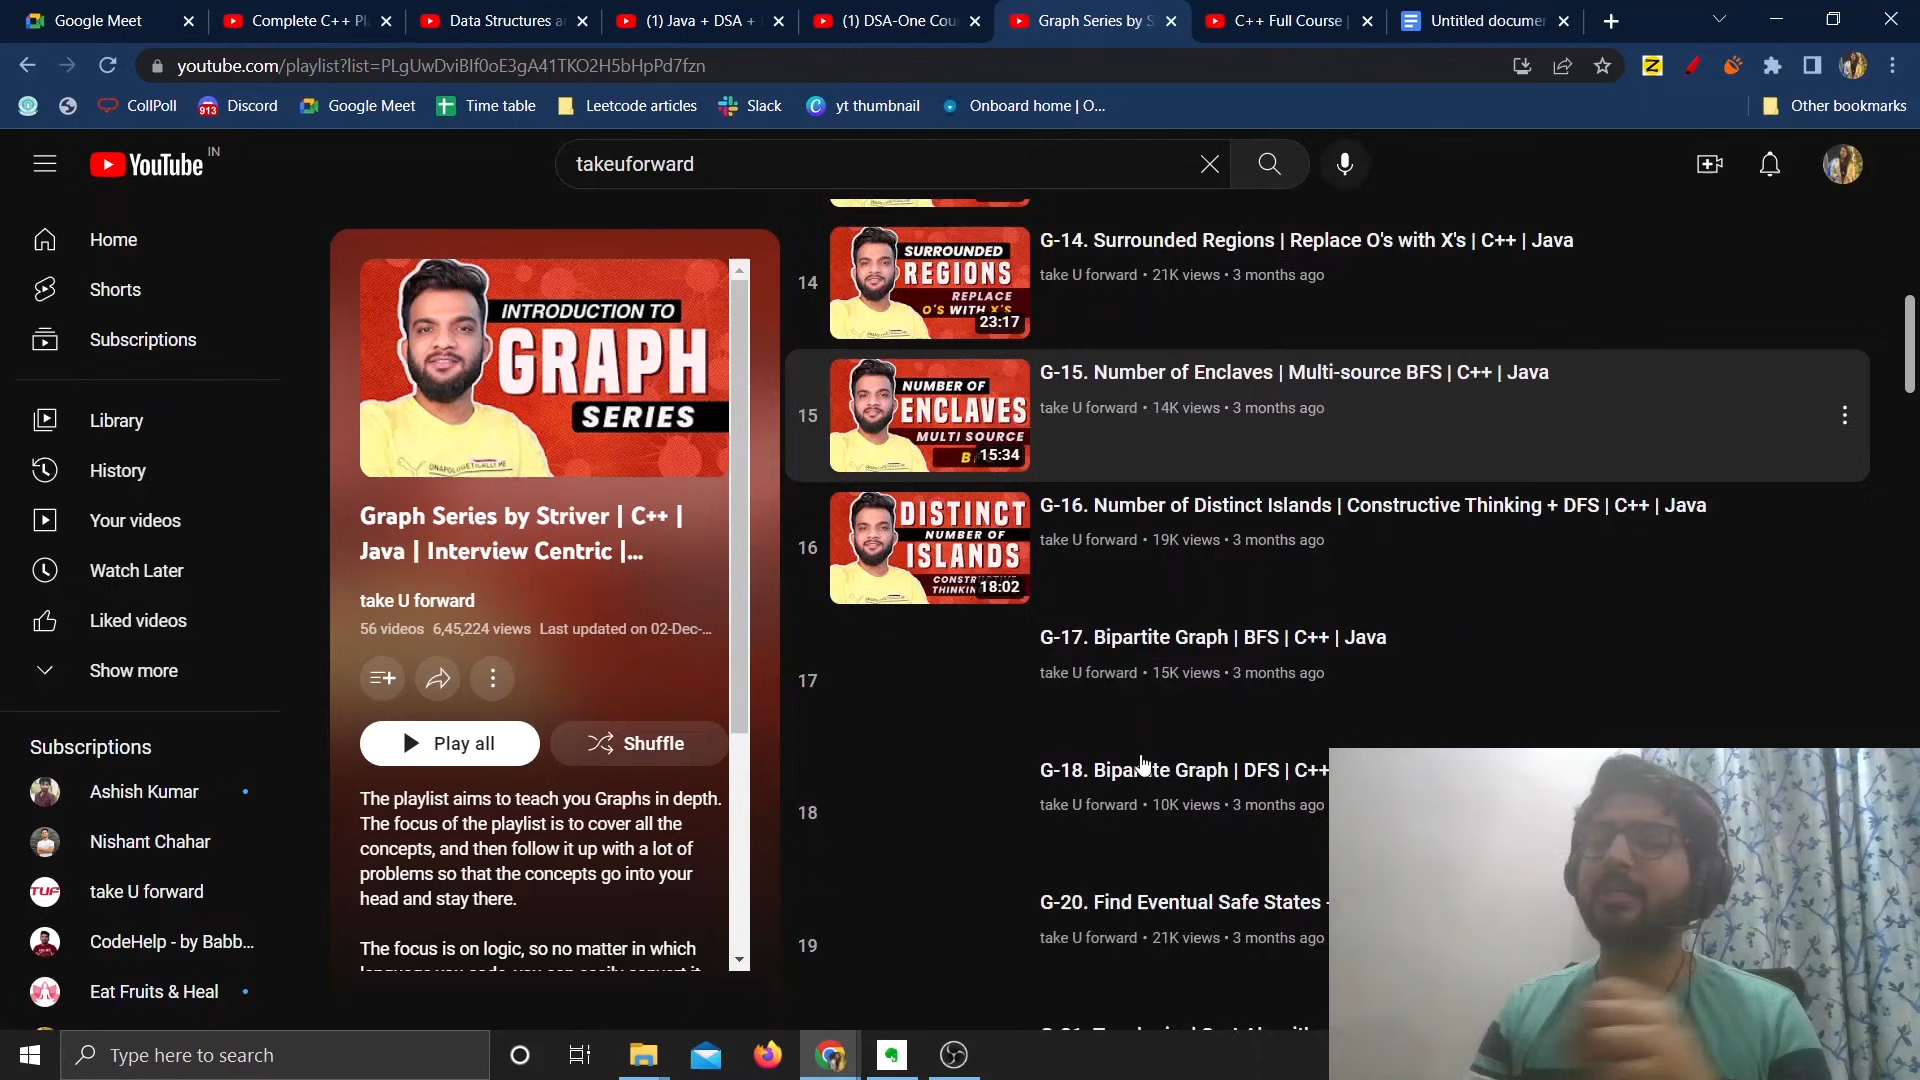 Google Meet
Complete C++ Pl
Data Structures a
(1) Java + DSA +
(1) DSA-One Cou
Graph Series by S
C++ Full Course |
Untitled documen
youtube.com/playlist?list=PLgUwDviBIf0oE3gA41TKO2H5bHpPd7fzn
CollPoll
913
Discord
Google Meet
Time table
Leetcode articles
Slack
yt thumbnail
Onboard home | O...
Other bookmarks
YouTube IN
takeuforward
Home
Shorts
Subscriptions
Library
History
Your videos
Watch Later
Liked videos
Show more
Subscriptions
Ashish Kumar
Nishant Chahar
TUF
take U forward
CodeHelp - by Babb...
Eat Fruits & Heal
INTRODUCTION TO
GRAPH
SERIES
UNAPOLOGETICALLY ME
Graph Series by Striver | C++ |
Java | Interview Centric |...
take U forward
56 videos 6,45,224 views Last updated on 02-Dec-...
Play all
Shuffle
The playlist aims to teach you Graphs in depth.
The focus of the playlist is to cover all the
concepts, and then follow it up with a lot of
problems so that the concepts go into your
head and stay there.
The focus is on logic, so no matter in which
14
SURROUNDED
REGIONS
REPLACE
O'S WITH X'S
23:17
G-14. Surrounded Regions | Replace O's with X's | C++ | Java
take U forward • 21K views • 3 months ago
15
NUMBER OF
ENCLAVES
MULTI SOURCE
B
15:34
G-15. Number of Enclaves | Multi-source BFS | C++ | Java
take U forward • 14K views • 3 months ago
16
DISTINCT
NUMBER OF
ISLANDS
CONSTR
THINKIN
18:02
G-16. Number of Distinct Islands | Constructive Thinking + DFS | C++ | Java
take U forward • 19K views • 3 months ago
17
G-17. Bipartite Graph | BFS | C++ | Java
take U forward • 15K views • 3 months ago
18
G-18. Bipartite Graph | DFS | C++
take U forward • 10K views • 3 months ago
19
G-20. Find Eventual Safe States -
take U forward • 21K views • 3 months ago
Type here to search